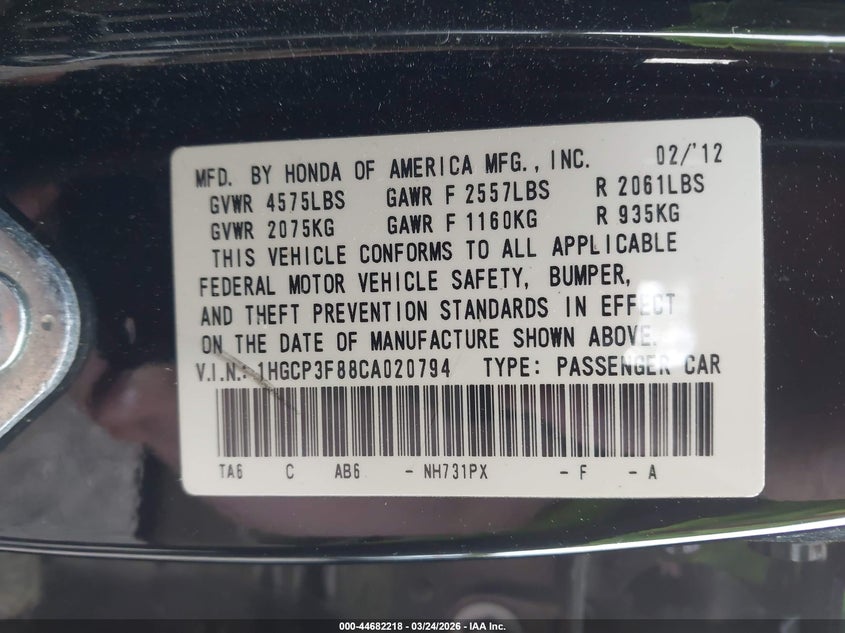 MFD. BY HONDA OF AMERICA MFG., INC. 02/'12
GVWR 4575LBS GAWR F 2557LBS R 2061LBS
GVWR 2075KG GAWR F 1160KG R 935KG
THIS VEHICLE CONFORMS TO ALL APPLICABLE
FEDERAL MOTOR VEHICLE SAFETY, BUMPER,
AND THEFT PREVENTION STANDARDS IN EFFECT
ON THE DATE OF MANUFACTURE SHOWN ABOVE.
V.I.N.: 1HGCP3F88CA020794 TYPE: PASSENGER CAR
TA6 C AB6 - NH731PX - F - A
000-44682218 - 03/24/2026 - IAA Inc.